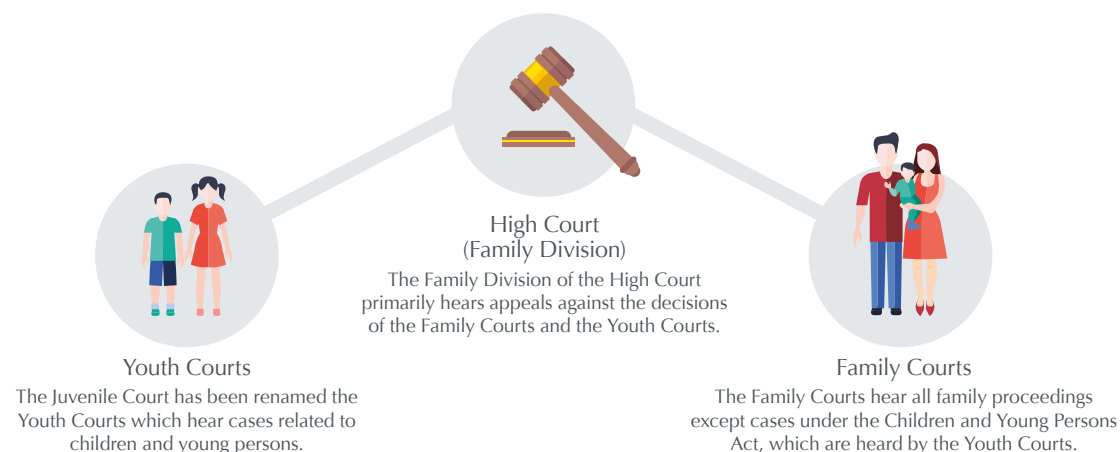 High Court
(Family Division)
The Family Division of the High Court
primarily hears appeals against the decisions
of the Family Courts and the Youth Courts.
Youth Courts
The Juvenile Court has been renamed the
Youth Courts which hear cases related to
children and young persons.
Family Courts
The Family Courts hear all family proceedings
except cases under the Children and Young Persons
Act, which are heard by the Youth Courts.